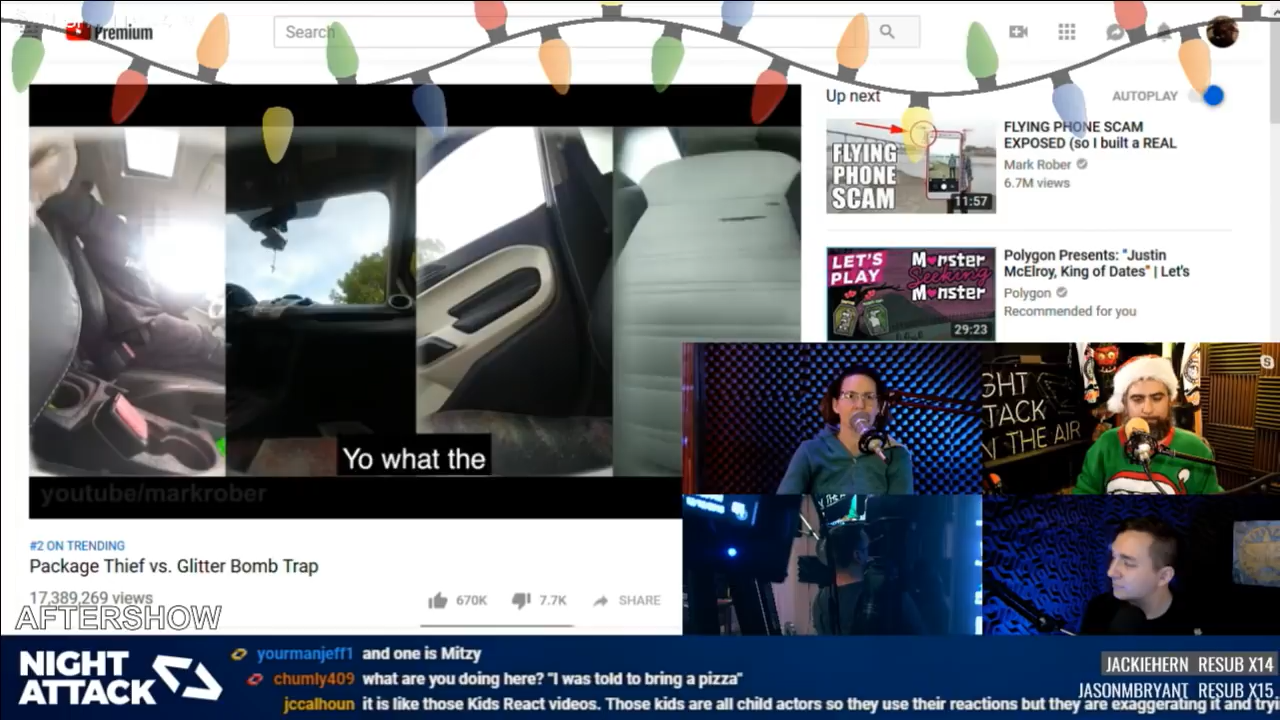 Premium
Search
Up next
AUTOPLAY
FLYING
PHONE
SCAM
11:57
FLYING PHONE SCAM
EXPOSED (so I built a REAL
Mark Rober
6.7M views
LET'S
PLAY
Monster
Seeking
Monster
29:23
Polygon Presents: "Justin
McElroy, King of Dates" | Let's
Polygon
Recommended for you
Yo what the
youtube/markrober
GHT
TACK
N THE AIR
S
#2 ON TRENDING
Package Thief vs. Glitter Bomb Trap
17,389,269 views
670K
7.7K
SHARE
AFTERSHOW
NIGHT
ATTACK
yourmanjeff1 and one is Mitzy
chumly409 what are you doing here? "I was told to bring a pizza"
jccalhoun it is like those Kids React videos. Those kids are all child actors so they use their reactions but they are exaggerating it and try
JACKIEHERN RESUB X14
JASONMBRYANT RESUB X15